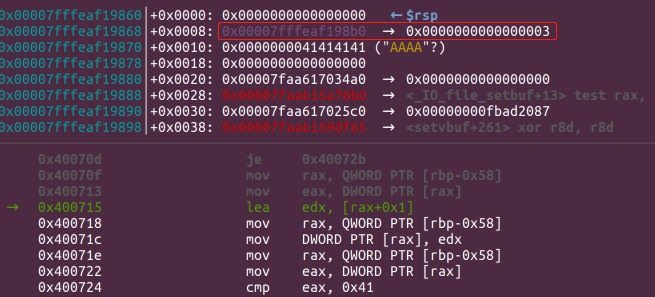 0x00007fffeaf19860│+0x0000: 0x0000000000000000 ←$rsp
0x00007fffeaf19868│+0x0008: 0x00007fffeaf198b0 → 0x0000000000000003
0x00007fffeaf19870│+0x0010: 0x0000000041414141 ("AAAA"?)
0x00007fffeaf19878│+0x0018: 0x0000000000000000
0x00007fffeaf19880│+0x0020: 0x00007faa617034a0 → 0x0000000000000000
0x00007fffeaf19888│+0x0028: 0x00007faa615a76bd → <_IO_file_setbuf+13> test rax,
0x00007fffeaf19890│+0x0030: 0x00007faa617025c0 → 0x00000000fbad2087
0x00007fffeaf19898│+0x0038: 0x00007faa6159df65 → <setvbuf+261> xor r8d, r8d
0x40070d je 0x40072b
0x40070f mov rax, QWORD PTR [rbp-0x58]
0x400713 mov eax, DWORD PTR [rax]
→ 0x400715 lea edx, [rax+0x1]
0x400718 mov rax, QWORD PTR [rbp-0x58]
0x40071c mov DWORD PTR [rax], edx
0x40071e mov rax, QWORD PTR [rbp-0x58]
0x400722 mov eax, DWORD PTR [rax]
0x400724 cmp eax, 0x41